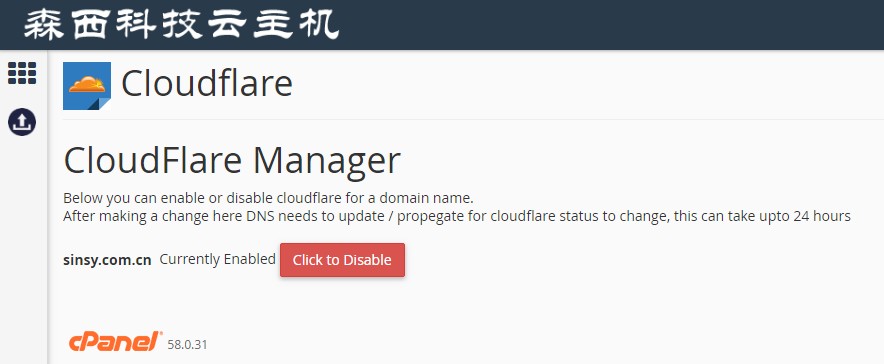 森西科技云主机
Cloudflare
CloudFlare Manager
Below you can enable or disable cloudflare for a domain name.
After making a change here DNS needs to update / propegate for cloudflare status to change, this can take upto 24 hours
sinsy.com.cn Currently Enabled Click to Disable
cPanel® 58.0.31